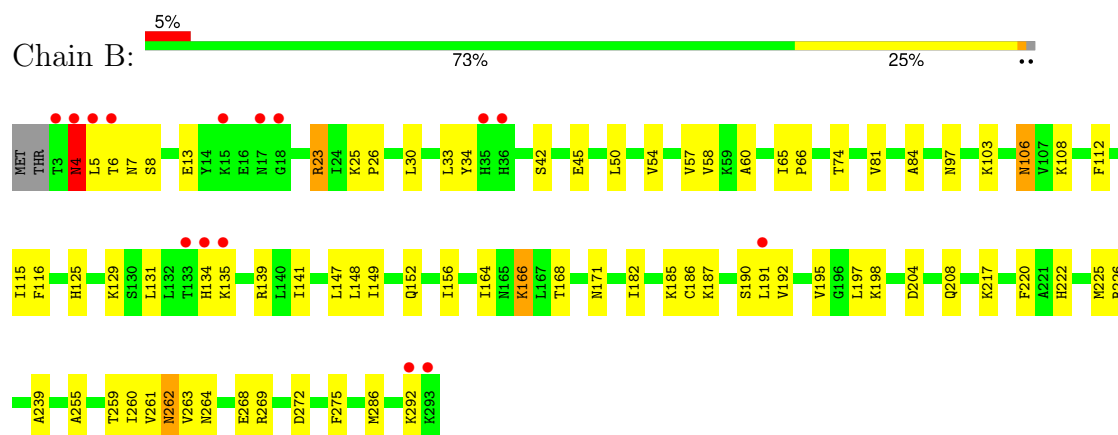 5%
Chain B:
73% 25% ••
MET THR T3 N4 L5 T6 N7 S8 E13 Y14 K15 E16 N17 G18 R23 I24 K25 P26 L30 L33 Y34 H35 H36 S42 E45 L50 V54 V57 V58 K59 A60 I65 P66 T74 V81 A84 N97 K103 N106 V107 K108 F112
I115 F116 H125 K129 S130 L131 L132 T133 H134 K135 R139 L140 I141 L147 L148 I149 Q152 I156 I164 N165 K166 L167 T168 N171 I182 K185 C186 K187 S190 L191 V192 V195 G196 L197 K198 D204 Q208 K217 F220 A221 H222 M225 P226
A239 A255 T259 I260 V261 N262 V263 N264 E268 R269 D272 F275 M286 K292 K293